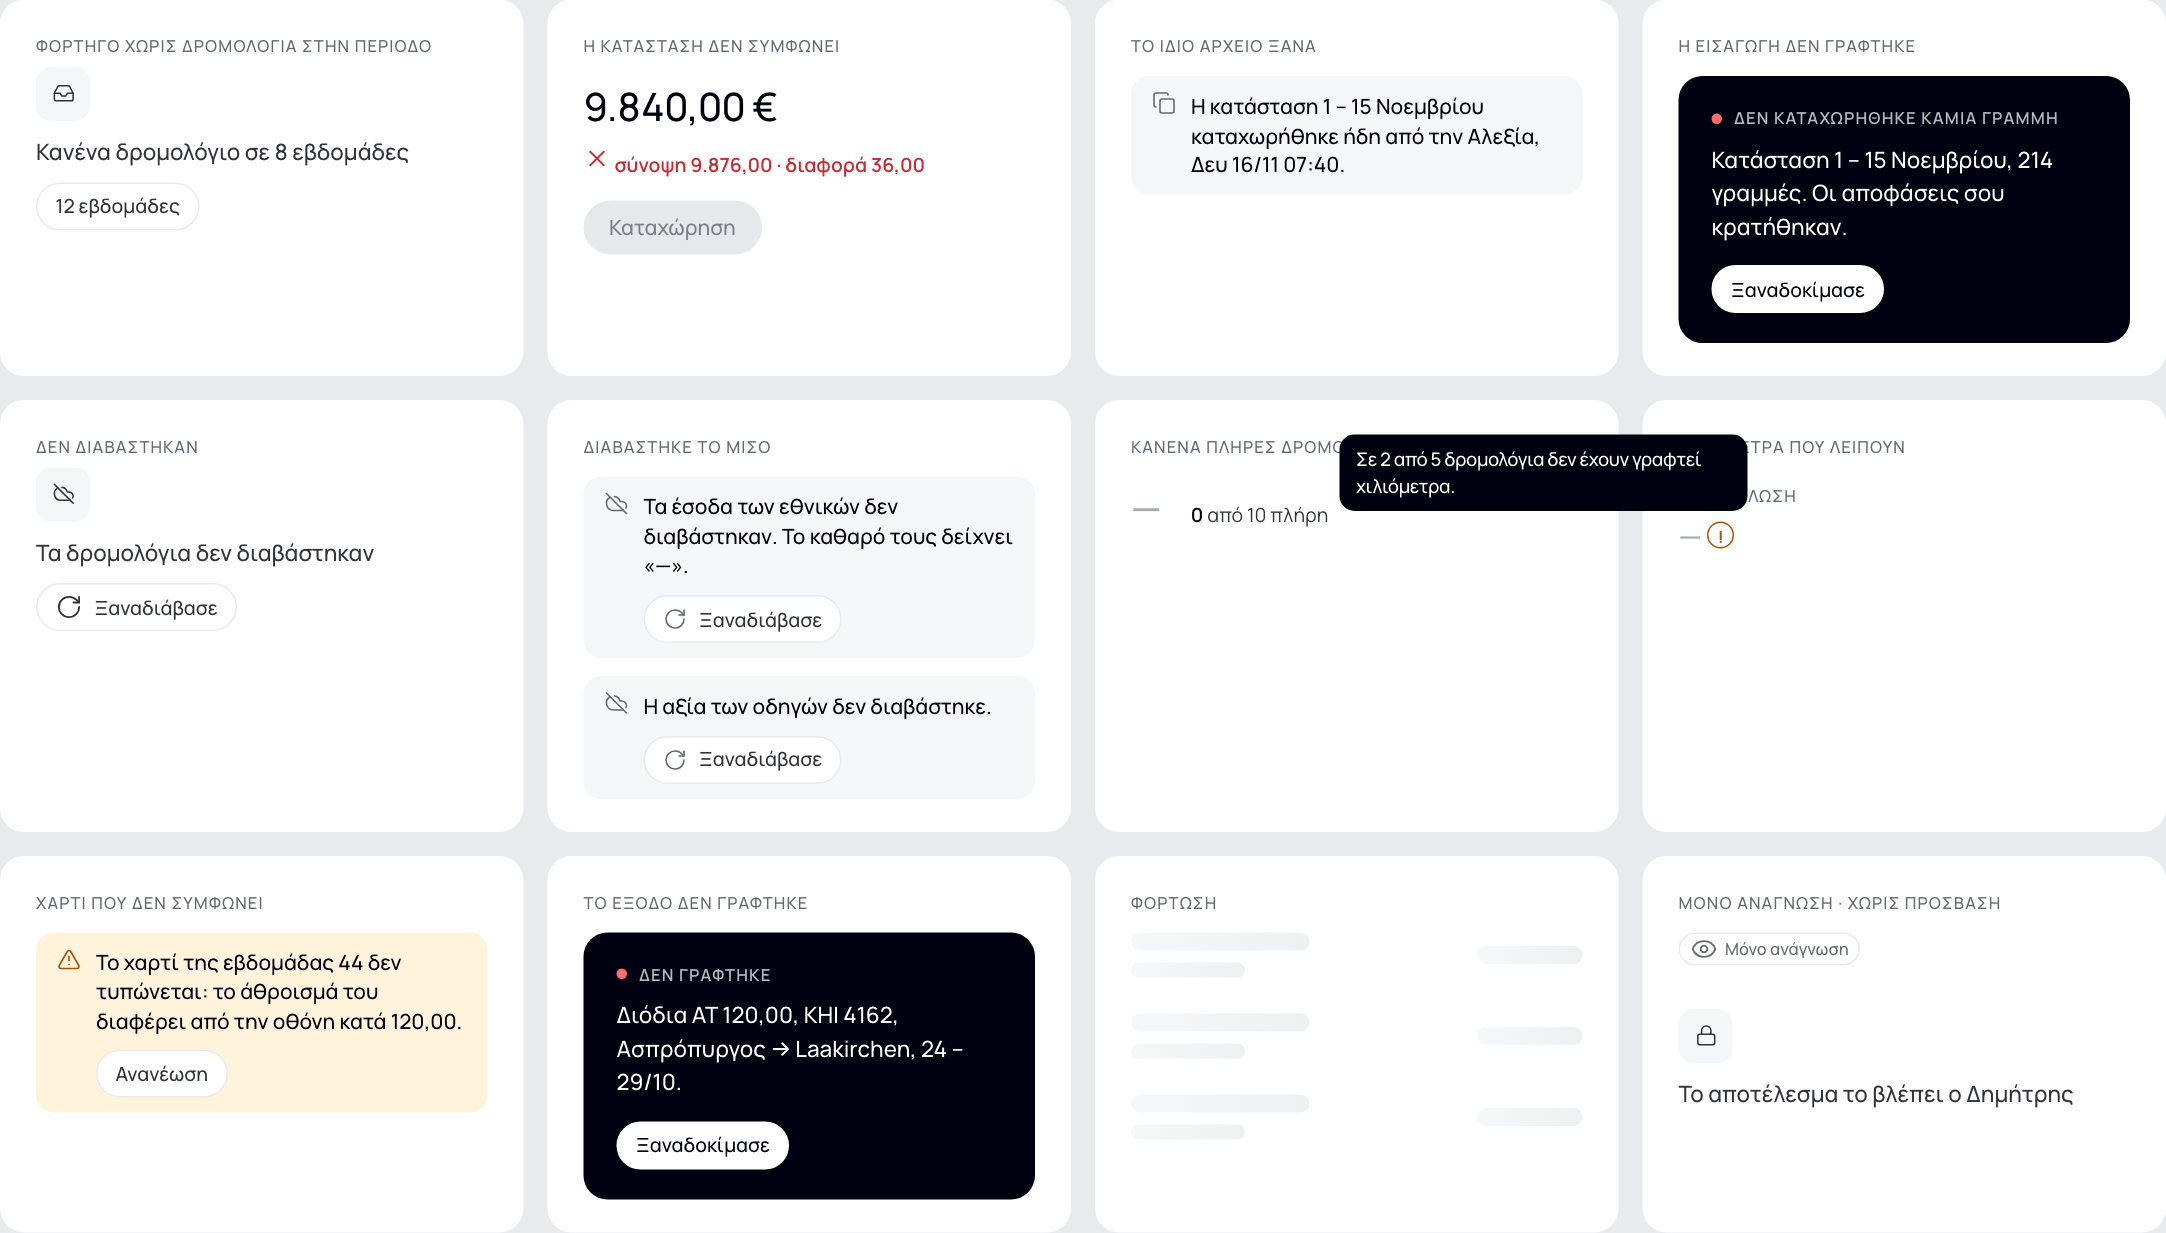 ΦΟΡΤΗΓΟ ΧΩΡΙΣ ΔΡΟΜΟΛΟΓΙΑ ΣΤΗΝ ΠΕΡΙΟΔΟ
Κανένα δρομολόγιο σε 8 εβδομάδες
12 εβδομάδες
Η ΚΑΤΑΣΤΑΣΗ ΔΕΝ ΣΥΜΦΩΝΕΙ
9.840,00 €
σύνοψη 9.876,00 · διαφορά 36,00
Καταχώρηση
ΤΟ ΙΔΙΟ ΑΡΧΕΙΟ ΞΑΝΑ
Η κατάσταση 1 – 15 Νοεμβρίου
καταχωρήθηκε ήδη από την Αλεξία,
Δευ 16/11 07:40.
Η ΕΙΣΑΓΩΓΗ ΔΕΝ ΓΡΑΦΤΗΚΕ
ΔΕΝ ΚΑΤΑΧΩΡΗΘΗΚΕ ΚΑΜΙΑ ΓΡΑΜΜΗ
Κατάσταση 1 – 15 Νοεμβρίου, 214
γραμμές. Οι αποφάσεις σου
κρατήθηκαν.
Ξαναδοκίμασε
ΔΕΝ ΔΙΑΒΑΣΤΗΚΑΝ
Τα δρομολόγια δεν διαβάστηκαν
Ξαναδιάβασε
ΔΙΑΒΑΣΤΗΚΕ ΤΟ ΜΙΣΟ
Τα έσοδα των εθνικών δεν
διαβάστηκαν. Το καθαρό τους δείχνει
«—».
Ξαναδιάβασε
Η αξία των οδηγών δεν διαβάστηκε.
Ξαναδιάβασε
ΚΑΝΕΝΑ ΠΛΗΡΕΣ ΔΡΟΜΟ
— 0 από 10 πλήρη
Σε 2 από 5 δρομολόγια δεν έχουν γραφτεί
χιλιόμετρα.
ΕΤΡΑ ΠΟΥ ΛΕΙΠΟΥΝ
ΛΩΣΗ
—
ΧΑΡΤΙ ΠΟΥ ΔΕΝ ΣΥΜΦΩΝΕΙ
Το χαρτί της εβδομάδας 44 δεν
τυπώνεται: το άθροισμά του
διαφέρει από την οθόνη κατά 120,00.
Ανανέωση
ΤΟ ΕΞΟΔΟ ΔΕΝ ΓΡΑΦΤΗΚΕ
ΔΕΝ ΓΡΑΦΤΗΚΕ
Διόδια ΑΤ 120,00, ΚΗΙ 4162,
Ασπρόπυργος → Laakirchen, 24 –
29/10.
Ξαναδοκίμασε
ΦΟΡΤΩΣΗ
ΜΟΝΟ ΑΝΑΓΝΩΣΗ · ΧΩΡΙΣ ΠΡΟΣΒΑΣΗ
Μόνο ανάγνωση
Το αποτέλεσμα το βλέπει ο Δημήτρης